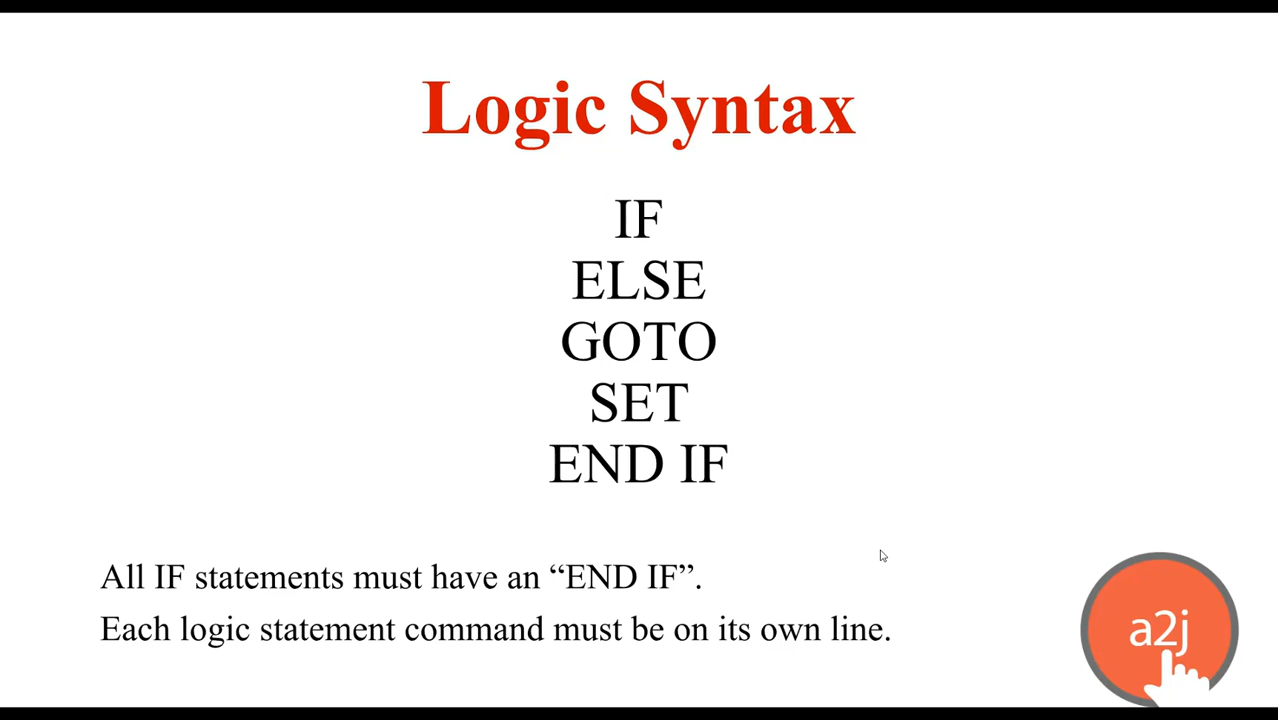 Logic Syntax
IF
ELSE
GOTO
SET
END IF
All IF statements must have an “END IF”.
Each logic statement command must be on its own line.
a2j